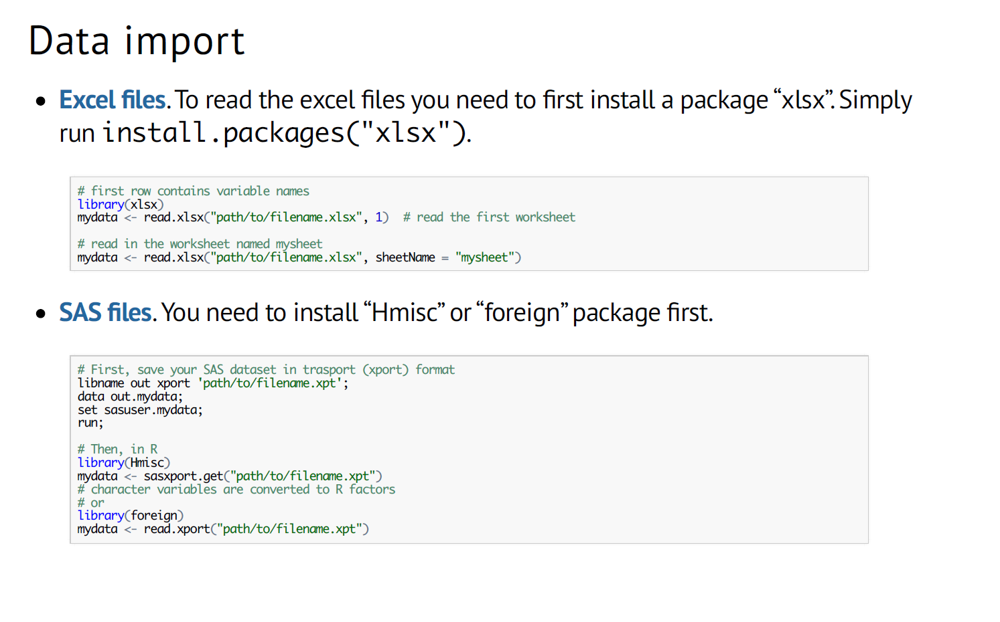 Data import
• Excel files. To read the excel files you need to first install a package “xlsx”. Simply
run install.packages("xlsx").
# first row contains variable names
library(xlsx)
mydata <- read.xlsx("path/to/filename.xlsx", 1)  # read the first worksheet
# read in the worksheet named mysheet
mydata <- read.xlsx("path/to/filename.xlsx", sheetName = "mysheet")
• SAS files. You need to install “Hmisc” or “foreign” package first.
# First, save your SAS dataset in trasport (xport) format
libname out xport 'path/to/filename.xpt';
data out.mydata;
set sasuser.mydata;
run;
# Then, in R
library(Hmisc)
mydata <- sasxport.get("path/to/filename.xpt")
# character variables are converted to R factors
# or
library(foreign)
mydata <- read.xport("path/to/filename.xpt")